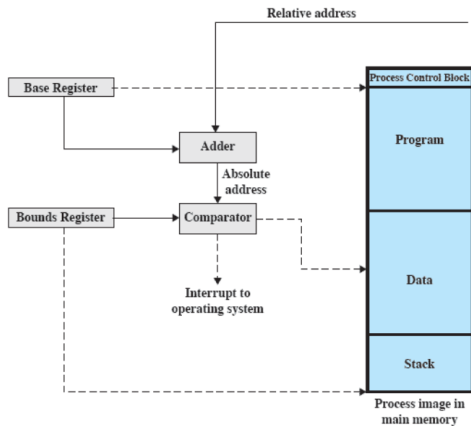 Relative address
Process Control Block
Base Register
Program
Adder
Absolute
address
Bounds Register
Comparator
Data
Interrupt to
operating system
Stack
Process image in
main memory